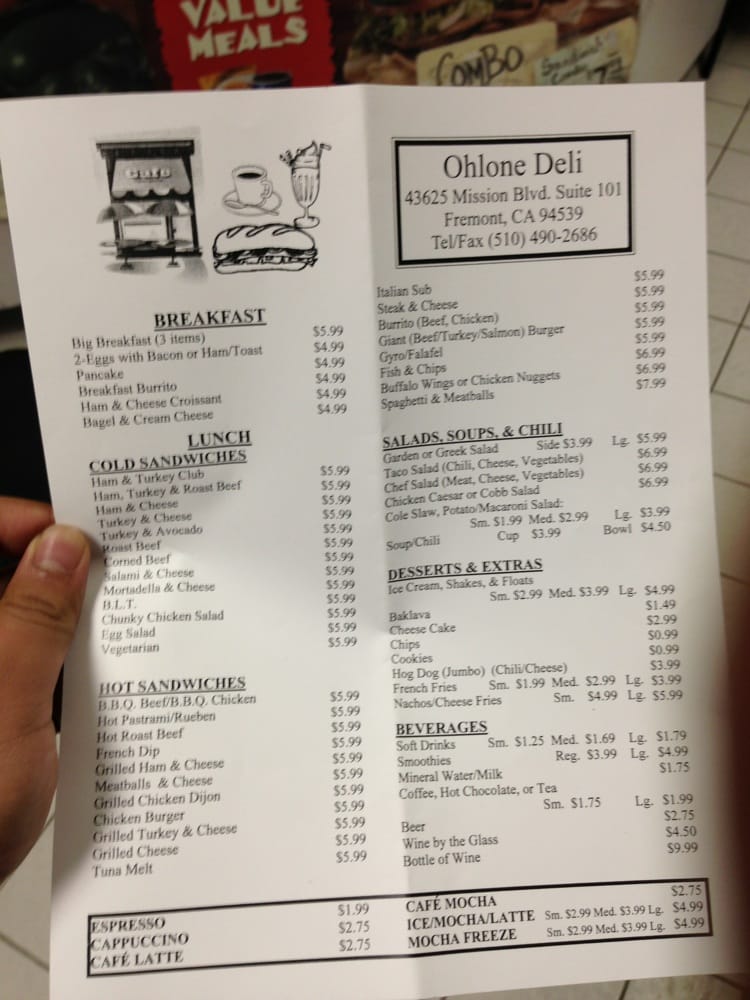 VALUE
MEALS
COMBO
Sandwich
Combo
Cafe
Ohlone Deli
43625 Mission Blvd. Suite 101
Fremont, CA 94539
Tel/Fax (510) 490-2686
BREAKFAST
Big Breakfast (3 items) $5.99
2-Eggs with Bacon or Ham/Toast $4.99
Pancake $4.99
Breakfast Burrito $4.99
Ham & Cheese Croissant $4.99
Bagel & Cream Cheese $4.99
LUNCH
COLD SANDWICHES
Ham & Turkey Club $5.99
Ham, Turkey & Roast Beef $5.99
Ham & Cheese $5.99
Turkey & Cheese $5.99
Turkey & Avocado $5.99
Roast Beef $5.99
Corned Beef $5.99
Salami & Cheese $5.99
Mortadella & Cheese $5.99
B.L.T. $5.99
Chunky Chicken Salad $5.99
Egg Salad $5.99
Vegetarian $5.99
HOT SANDWICHES
B.B.Q. Beef/B.B.Q. Chicken $5.99
Hot Pastrami/Rueben $5.99
Hot Roast Beef $5.99
French Dip $5.99
Grilled Ham & Cheese $5.99
Meatballs & Cheese $5.99
Grilled Chicken Dijon $5.99
Chicken Burger $5.99
Grilled Turkey & Cheese $5.99
Grilled Cheese $5.99
Tuna Melt $5.99
Italian Sub $5.99
Steak & Cheese $5.99
Burrito (Beef, Chicken) $5.99
Giant (Beef/Turkey/Salmon) Burger $5.99
Gyro/Falafel $5.99
Fish & Chips $6.99
Buffalo Wings or Chicken Nuggets $6.99
Spaghetti & Meatballs $7.99
SALADS, SOUPS, & CHILI
Garden or Greek Salad Side $3.99 Lg. $5.99
Taco Salad (Chili, Cheese, Vegetables) $6.99
Chef Salad (Meat, Cheese, Vegetables) $6.99
Chicken Caesar or Cobb Salad $6.99
Cole Slaw, Potato/Macaroni Salad:
Sm. $1.99 Med. $2.99 Lg. $3.99
Soup/Chili Cup $3.99 Bowl $4.50
DESSERTS & EXTRAS
Ice Cream, Shakes, & Floats
Sm. $2.99 Med. $3.99 Lg. $4.99
Baklava $1.49
Cheese Cake $2.99
Chips $0.99
Cookies $0.99
Hog Dog (Jumbo) (Chili/Cheese) $3.99
French Fries Sm. $1.99 Med. $2.99 Lg. $3.99
Nachos/Cheese Fries Sm. $4.99 Lg. $5.99
BEVERAGES
Soft Drinks Sm. $1.25 Med. $1.69 Lg. $1.79
Smoothies Reg. $3.99 Lg. $4.99
Mineral Water/Milk $1.75
Coffee, Hot Chocolate, or Tea
Sm. $1.75 Lg. $1.99
Beer $2.75
Wine by the Glass $4.50
Bottle of Wine $9.99
ESPRESSO $1.99
CAPPUCCINO $2.75
CAFÉ LATTE $2.75
CAFÉ MOCHA $2.75
ICE/MOCHA/LATTE Sm. $2.99 Med. $3.99 Lg. $4.99
MOCHA FREEZE Sm. $2.99 Med. $3.99 Lg. $4.99